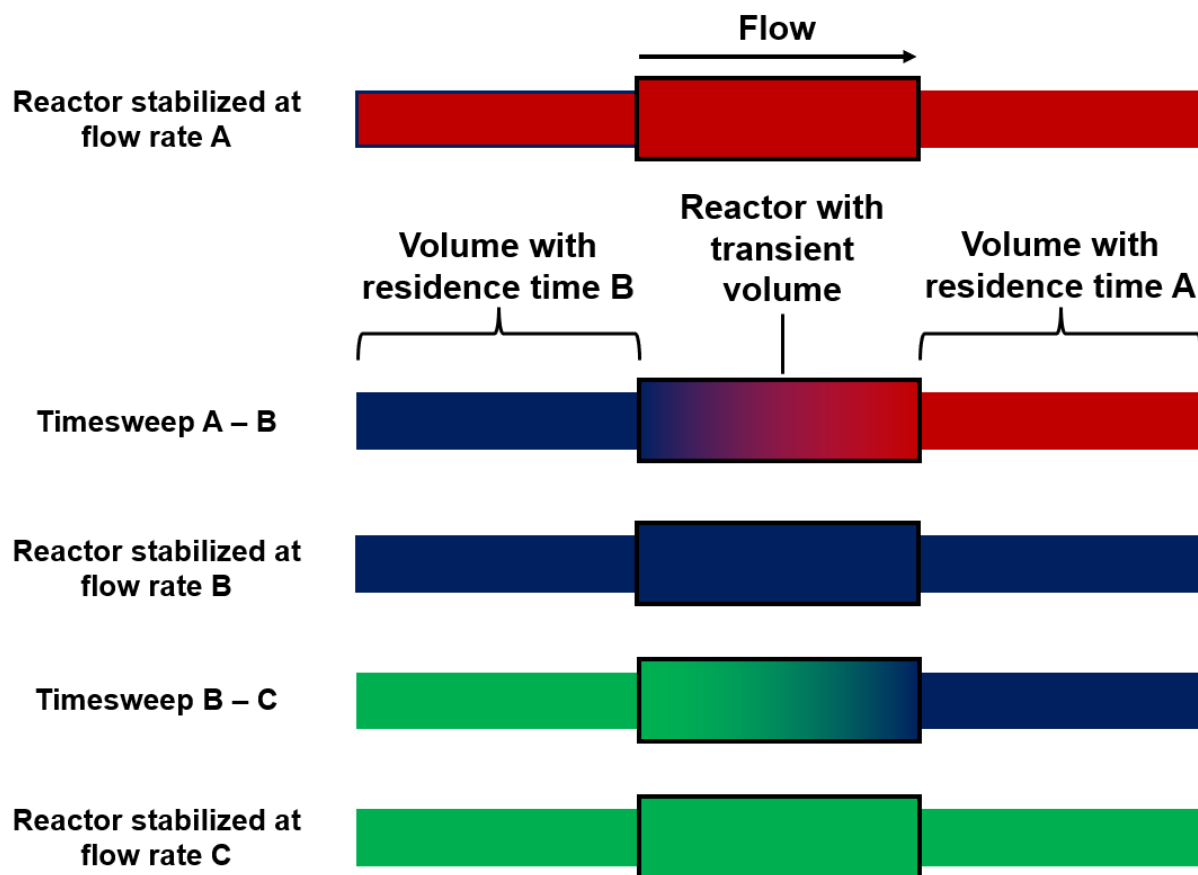 Flow
Reactor stabilized at
flow rate A
Reactor with
transient
volume
Volume with
residence time B
Volume with
residence time A
Timesweep A – B
Reactor stabilized at
flow rate B
Timesweep B – C
Reactor stabilized at
flow rate C